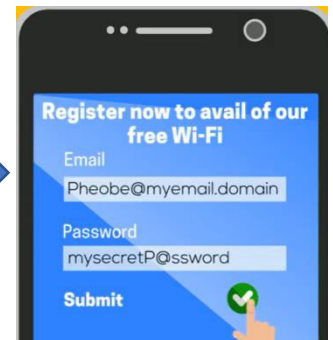 Register now to avail of our
free Wi-Fi
Email
Pheobe@myemail.domain
Password
mysecretP@ssword
Submit